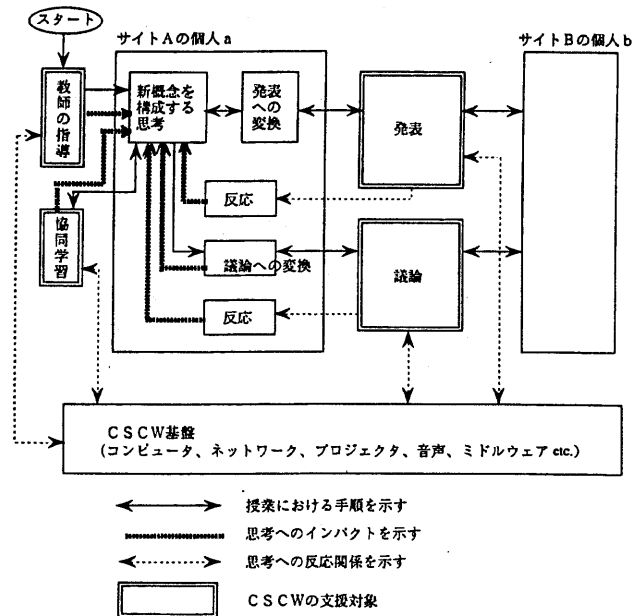 スタート
サイトAの個人a
サイトBの個人b
教師の指導
新概念を
構成する
思考
発表
への
変換
発表
反応
協同学習
議論への変換
議論
反応
CSCW基盤
(コンピュータ、ネットワーク、プロジェクタ、音声、ミドルウェア etc.)
授業における手順を示す
思考へのインパクトを示す
思考への反応関係を示す
CSCWの支援対象